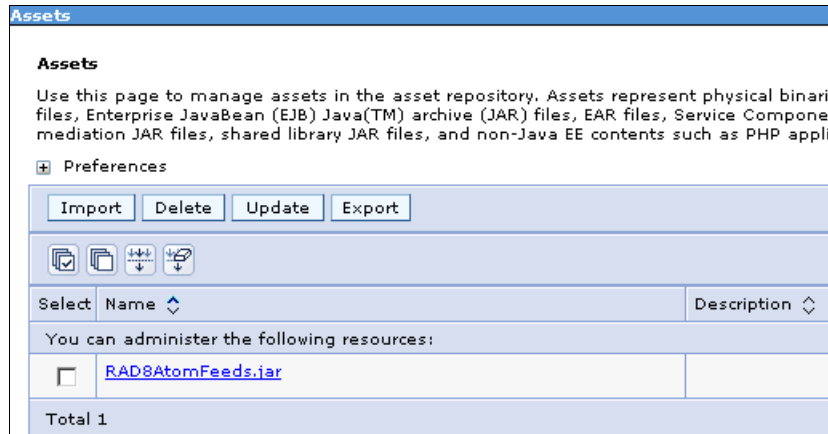 Assets
Assets
Use this page to manage assets in the asset repository. Assets represent physical binari
files, Enterprise JavaBean (EJB) Java(TM) archive (JAR) files, EAR files, Service Compone
mediation JAR files, shared library JAR files, and non-Java EE contents such as PHP appli
Preferences
Import Delete Update Export
Select Name Description
You can administer the following resources:
RAD8AtomFeeds.jar
Total 1